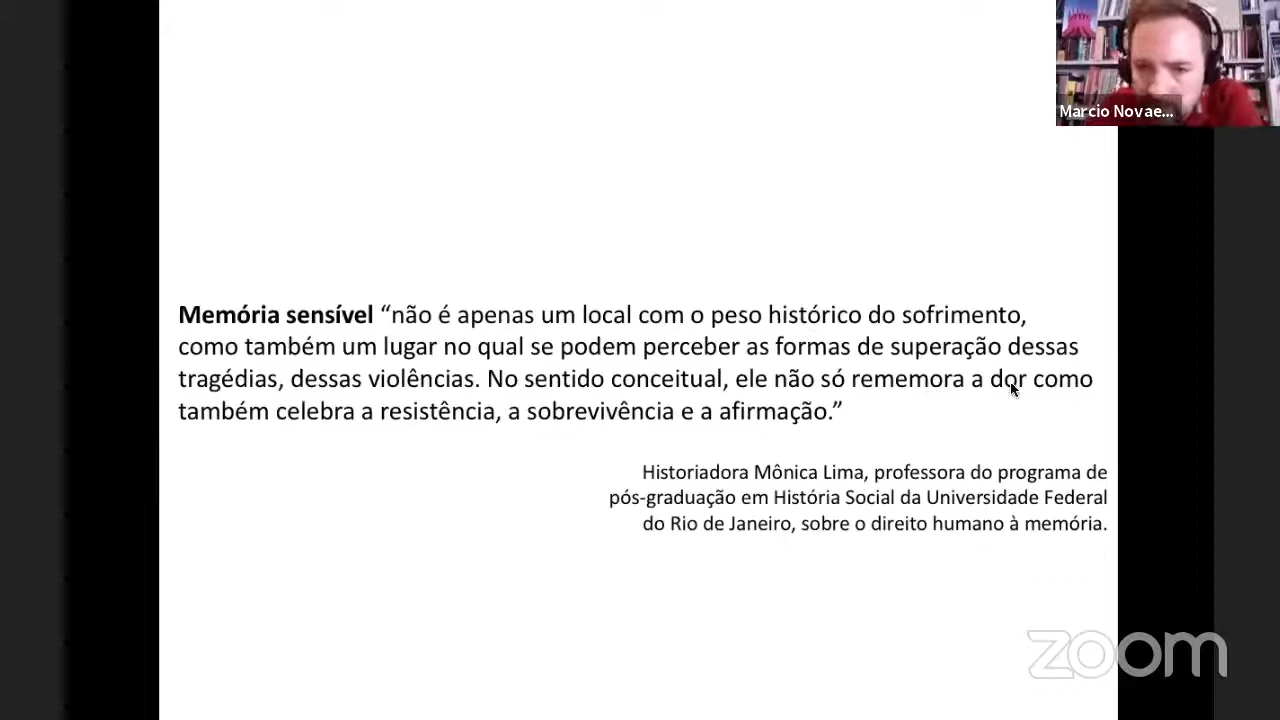 Marcio Novae...
Memória sensível “não é apenas um local com o peso histórico do sofrimento,
como também um lugar no qual se podem perceber as formas de superação dessas
tragédias, dessas violências. No sentido conceitual, ele não só rememora a dor como
também celebra a resistência, a sobrevivência e a afirmação.”
Historiadora Mônica Lima, professora do programa de
pós-graduação em História Social da Universidade Federal
do Rio de Janeiro, sobre o direito humano à memória.
zoom